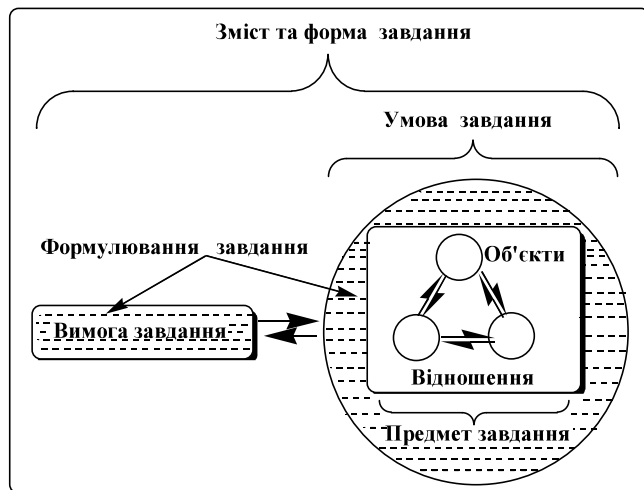 Зміст та форма завдання
Умова завдання
Формулювання завдання
Об'єкти
Вимога завдання
Відношення
Предмет завдання